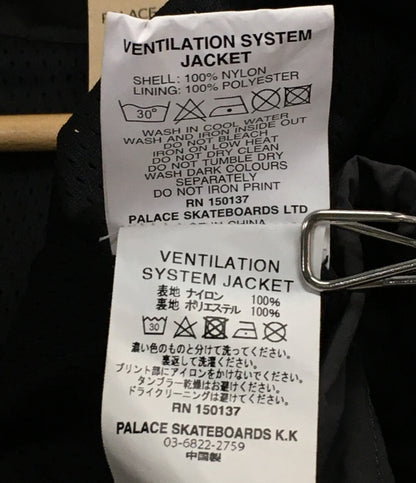 PALACE
VENTILATION SYSTEM
JACKET
SHELL: 100% NYLON
LINING: 100% POLYESTER
30°
WASH IN COOL WATER
WASH AND IRON INSIDE OUT
DO NOT BLEACH
IRON ON LOW HEAT
DO NOT DRY CLEAN
DO NOT TUMBLE DRY
WASH DARK COLOURS
SEPARATELY
DO NOT IRON PRINT
RN 150137
PALACE SKATEBOARDS LTD
IN CHINA
VENTILATION
SYSTEM JACKET
表地 ナイロン 100%
裏地 ポリエステル 100%
30
濃い色のものと分けて洗ってください。
裏返して洗濯ください。
プリント部にアイロンをかけないでください。
タンブラー乾燥はお避けください。
ドライクリーニングは避けてください。
RN 150137
PALACE SKATEBOARDS K.K
03-6822-2759
中国製